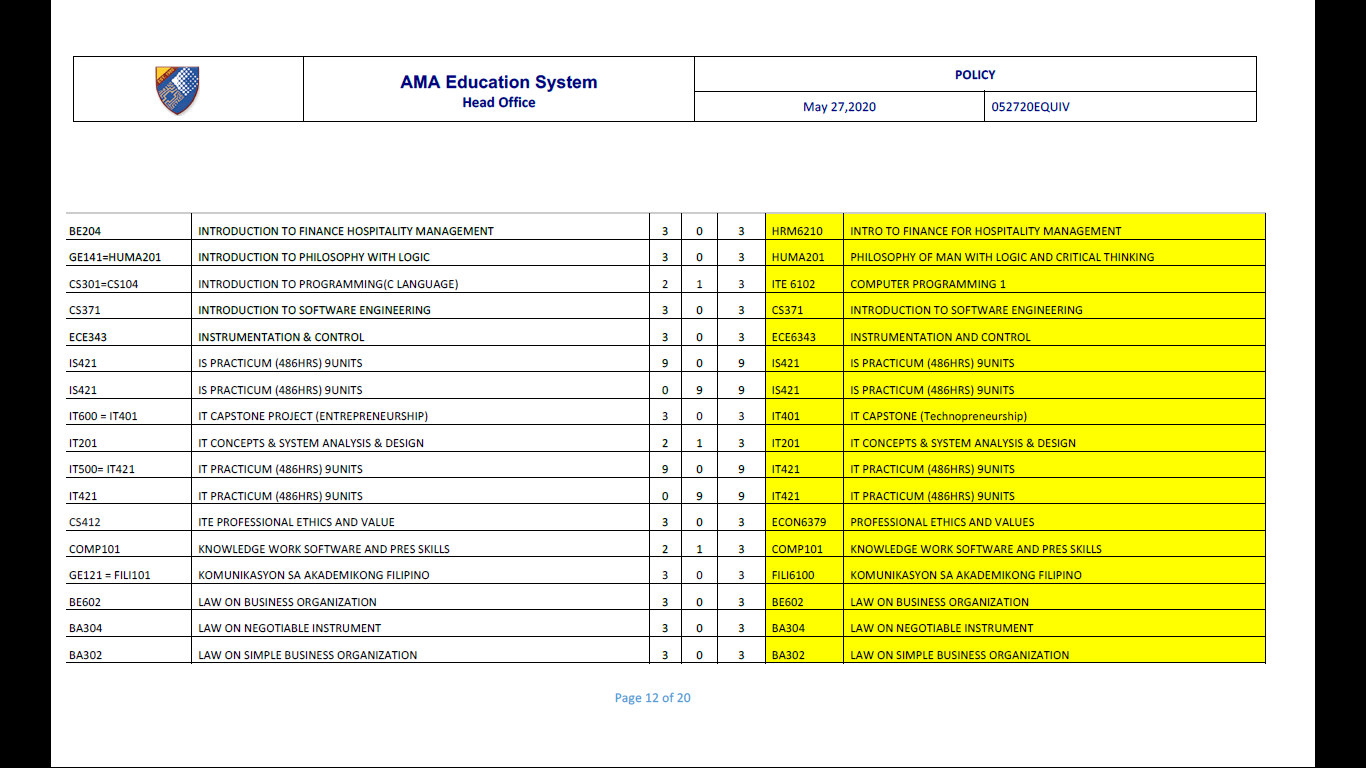 AMA Education System
Head Office
POLICY
May 27,2020
052720EQUIV
BE204 INTRODUCTION TO FINANCE HOSPITALITY MANAGEMENT 3 0 3 HRM6210 INTRO TO FINANCE FOR HOSPITALITY MANAGEMENT
GE141=HUMA201 INTRODUCTION TO PHILOSOPHY WITH LOGIC 3 0 3 HUMA201 PHILOSOPHY OF MAN WITH LOGIC AND CRITICAL THINKING
CS301=CS104 INTRODUCTION TO PROGRAMMING(C LANGUAGE) 2 1 3 ITE 6102 COMPUTER PROGRAMMING 1
CS371 INTRODUCTION TO SOFTWARE ENGINEERING 3 0 3 CS371 INTRODUCTION TO SOFTWARE ENGINEERING
ECE343 INSTRUMENTATION & CONTROL 3 0 3 ECE6343 INSTRUMENTATION AND CONTROL
IS421 IS PRACTICUM (486HRS) 9UNITS 9 0 9 IS421 IS PRACTICUM (486HRS) 9UNITS
IS421 IS PRACTICUM (486HRS) 9UNITS 0 9 9 IS421 IS PRACTICUM (486HRS) 9UNITS
IT600 = IT401 IT CAPSTONE PROJECT (ENTREPRENEURSHIP) 3 0 3 IT401 IT CAPSTONE (Technopreneurship)
IT201 IT CONCEPTS & SYSTEM ANALYSIS & DESIGN 2 1 3 IT201 IT CONCEPTS & SYSTEM ANALYSIS & DESIGN
IT500= IT421 IT PRACTICUM (486HRS) 9UNITS 9 0 9 IT421 IT PRACTICUM (486HRS) 9UNITS
IT421 IT PRACTICUM (486HRS) 9UNITS 0 9 9 IT421 IT PRACTICUM (486HRS) 9UNITS
CS412 ITE PROFESSIONAL ETHICS AND VALUE 3 0 3 ECON6379 PROFESSIONAL ETHICS AND VALUES
COMP101 KNOWLEDGE WORK SOFTWARE AND PRES SKILLS 2 1 3 COMP101 KNOWLEDGE WORK SOFTWARE AND PRES SKILLS
GE121 = FILI101 KOMUNIKASYON SA AKADEMIKONG FILIPINO 3 0 3 FILI6100 KOMUNIKASYON SA AKADEMIKONG FILIPINO
BE602 LAW ON BUSINESS ORGANIZATION 3 0 3 BE602 LAW ON BUSINESS ORGANIZATION
BA304 LAW ON NEGOTIABLE INSTRUMENT 3 0 3 BA304 LAW ON NEGOTIABLE INSTRUMENT
BA302 LAW ON SIMPLE BUSINESS ORGANIZATION 3 0 3 BA302 LAW ON SIMPLE BUSINESS ORGANIZATION
Page 12 of 20